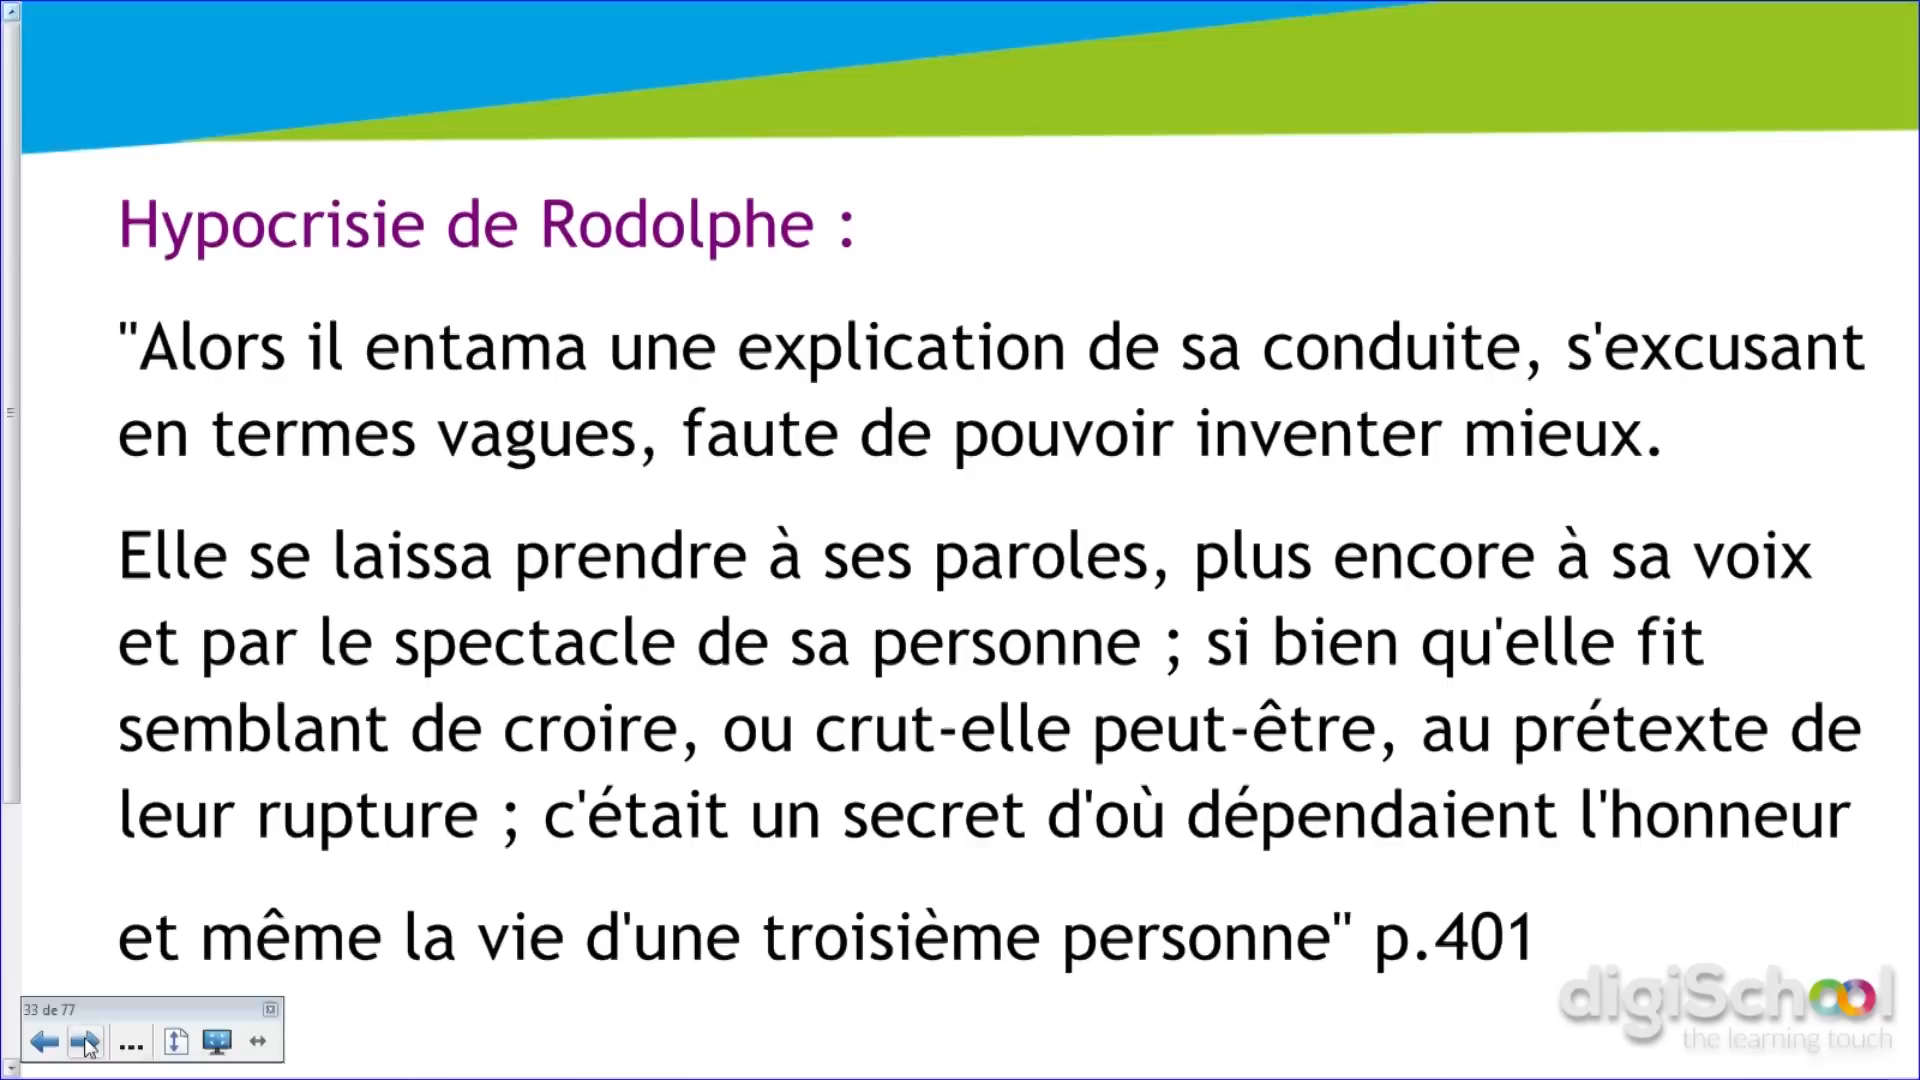 Hypocrisie de Rodolphe :
"Alors il entama une explication de sa conduite, s'excusant
en termes vagues, faute de pouvoir inventer mieux.
Elle se laissa prendre à ses paroles, plus encore à sa voix
et par le spectacle de sa personne ; si bien qu'elle fit
semblant de croire, ou crut-elle peut-être, au prétexte de
leur rupture ; c'était un secret d'où dépendaient l'honneur
et même la vie d'une troisième personne" p.401
33 de 77
...
digiSchool
the learning touch